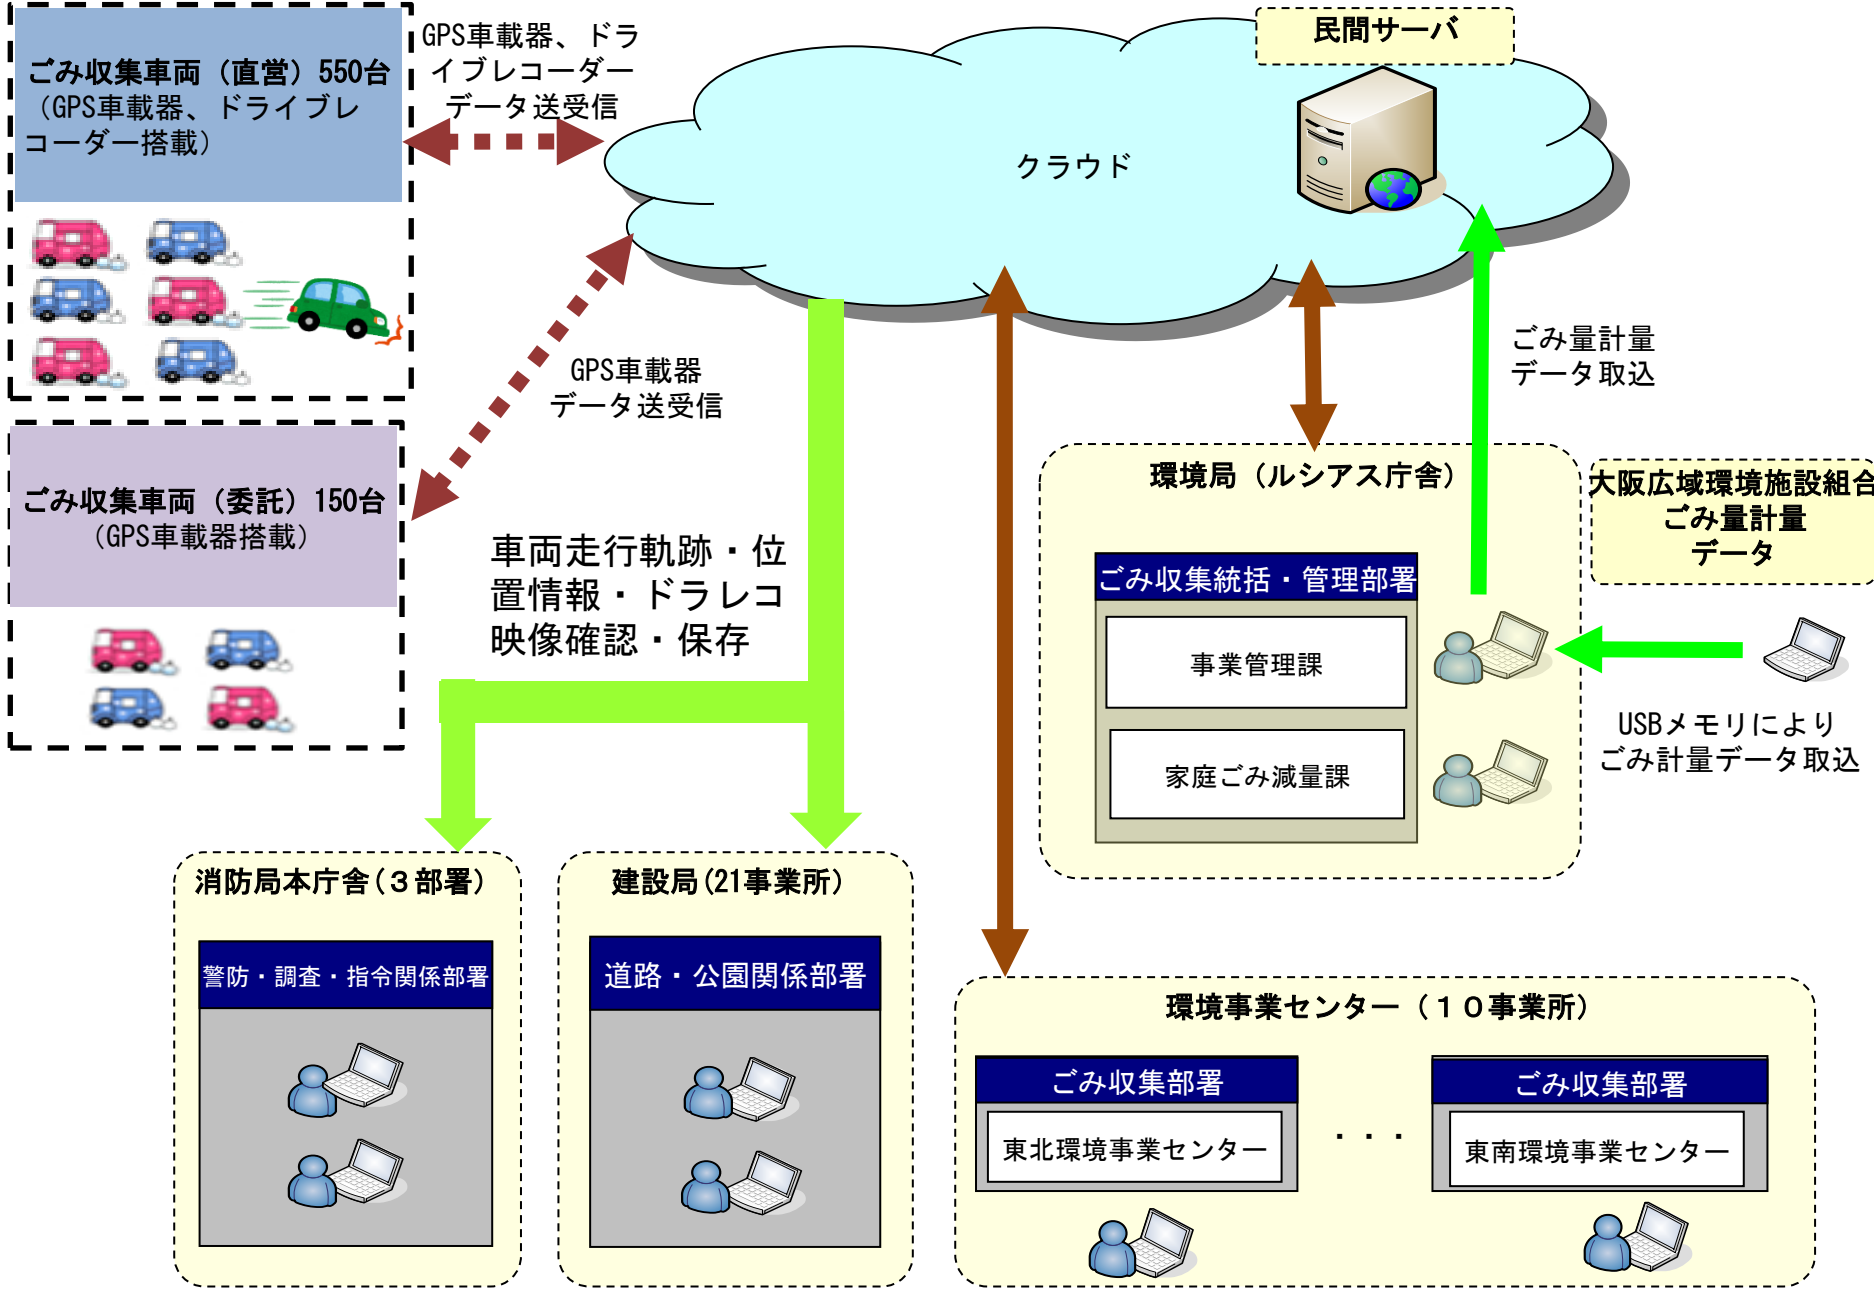 ごみ収集車両（直営）550台
（GPS車載器、ドライブレ
コーダー搭載）
GPS車載器、ドラ
イブレコーダー
データ送受信
民間サーバ
クラウド
GPS車載器
データ送受信
ごみ量計量
データ取込
ごみ収集車両（委託）150台
（GPS車載器搭載）
車両走行軌跡・位
置情報・ドラレコ
映像確認・保存
環境局（ルシアス庁舎）
ごみ収集統括・管理部署
事業管理課
家庭ごみ減量課
大阪広域環境施設組合
ごみ量計量
データ
USBメモリにより
ごみ計量データ取込
消防局本庁舎(３部署)
警防・調査・指令関係部署
建設局(21事業所)
道路・公園関係部署
環境事業センター（１０事業所）
ごみ収集部署
東北環境事業センター
・・・
ごみ収集部署
東南環境事業センター